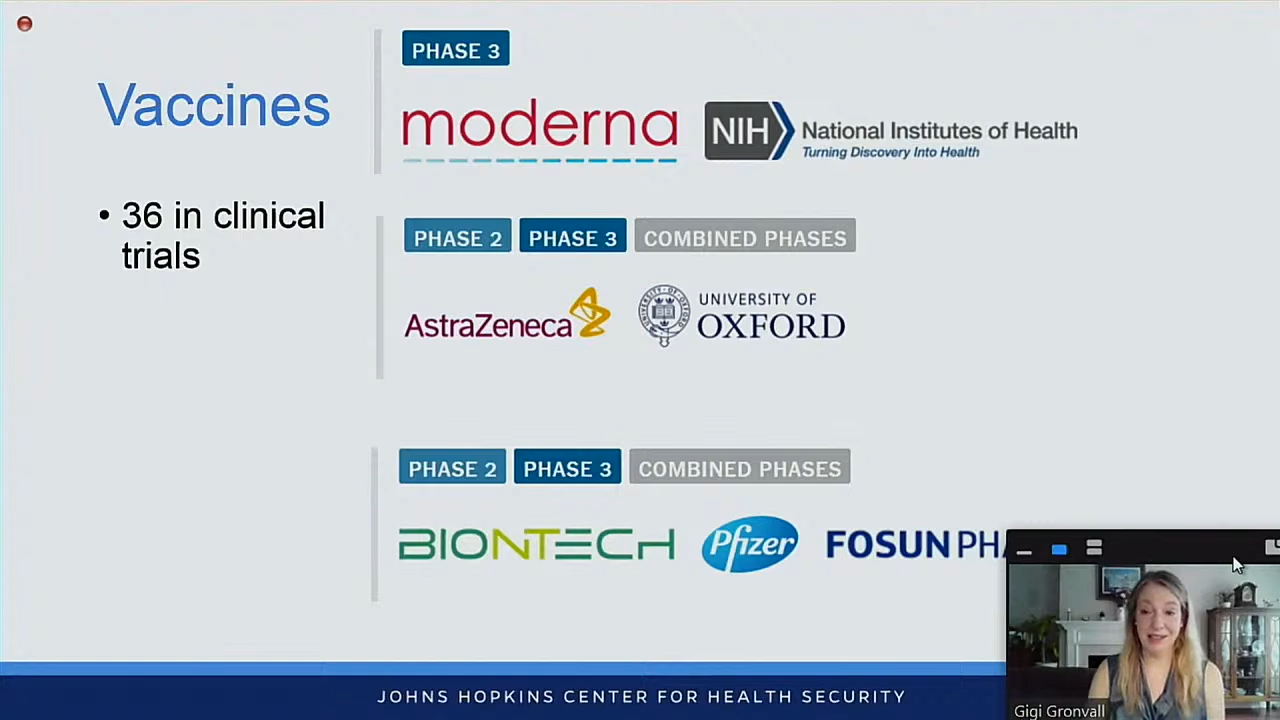 Vaccines
• 36 in clinical
trials
PHASE 3
moderna
NIH
National Institutes of Health
Turning Discovery Into Health
PHASE 2 PHASE 3 COMBINED PHASES
AstraZeneca
UNIVERSITY OF
OXFORD
PHASE 2 PHASE 3 COMBINED PHASES
BIONTECH
Pfizer
FOSUN PHA
JOHNS HOPKINS CENTER FOR HEALTH SECURITY
Gigi Gronvall